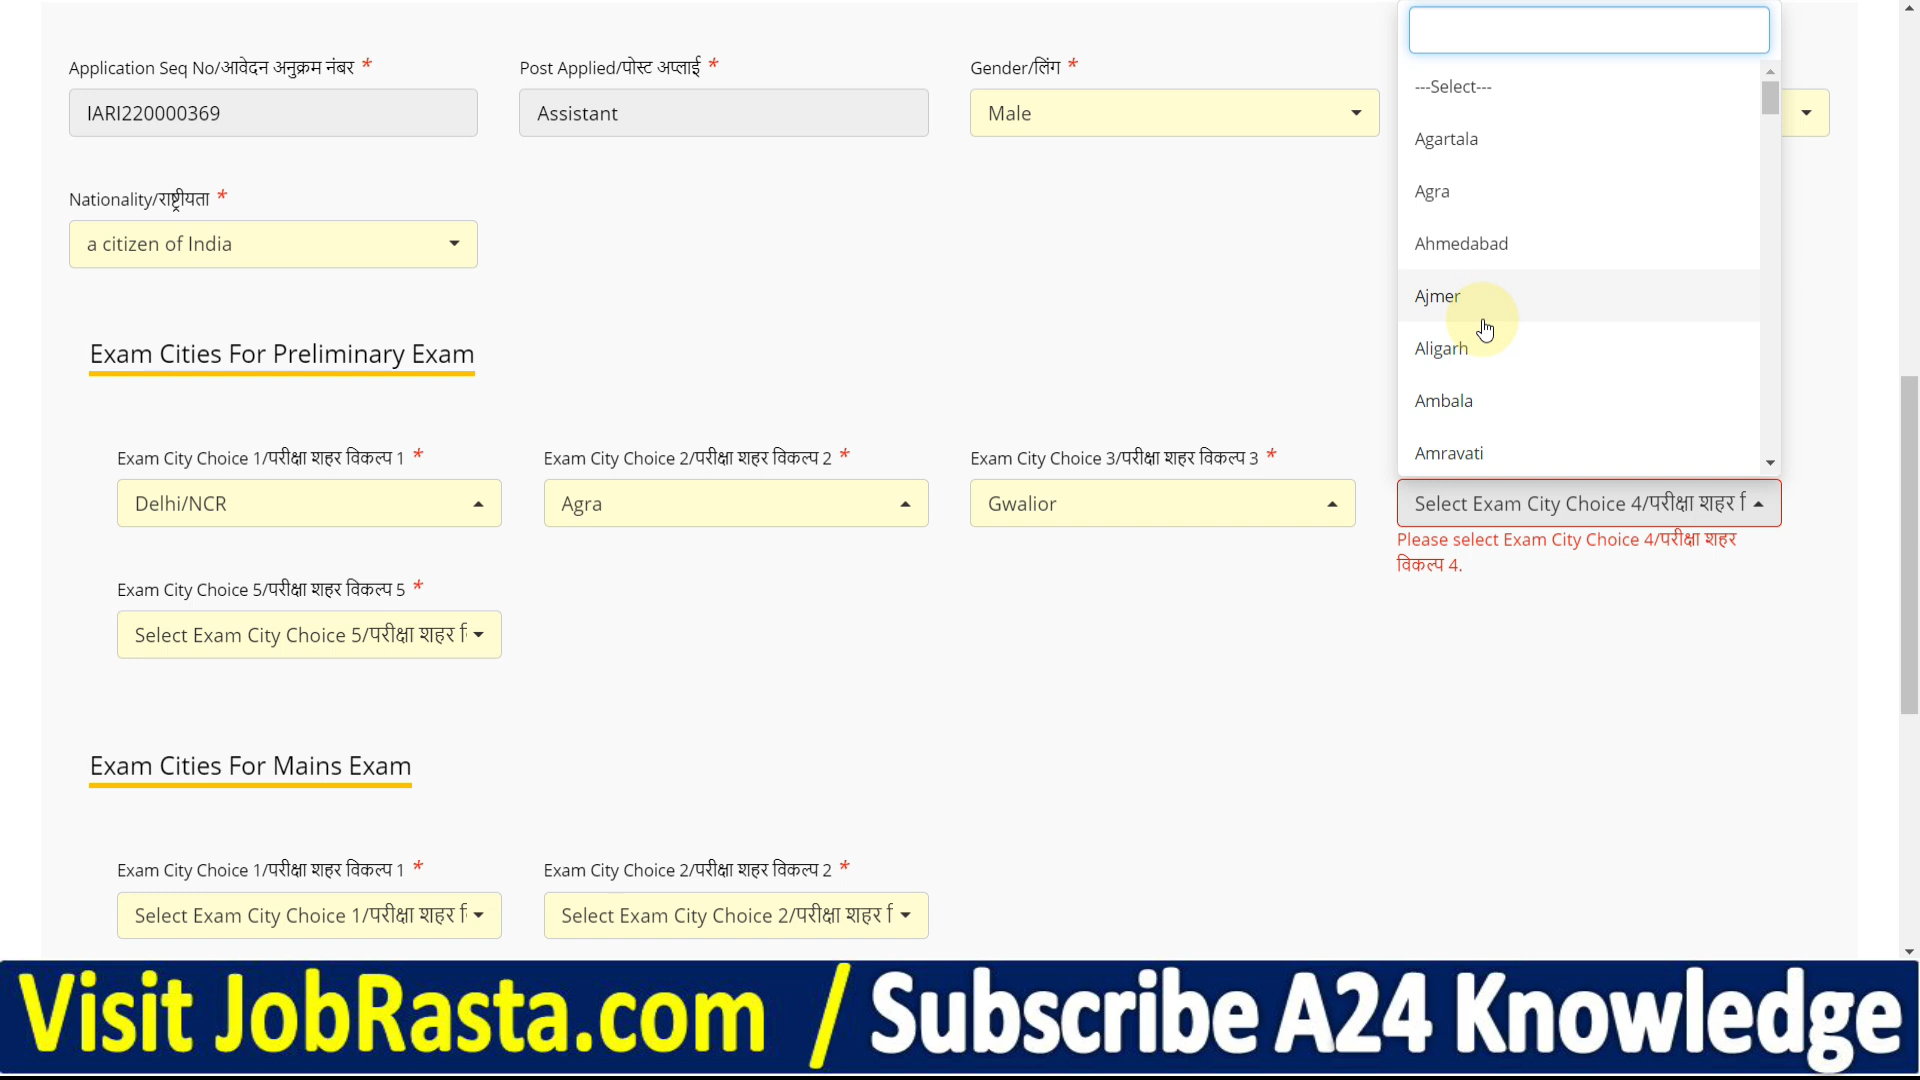 Application Seq No/आवेदन अनुक्रम नंबर *
Post Applied/पोस्ट अप्लाई *
Gender/लिंग *
IARI220000369
Assistant
Male
Nationality/राष्ट्रीयता *
a citizen of India
---Select---
Agartala
Agra
Ahmedabad
Ajmer
Aligarh
Ambala
Amravati
Exam Cities For Preliminary Exam
Exam City Choice 1/परीक्षा शहर विकल्प 1 *
Exam City Choice 2/परीक्षा शहर विकल्प 2 *
Exam City Choice 3/परीक्षा शहर विकल्प 3 *
Delhi/NCR
Agra
Gwalior
Select Exam City Choice 4/परीक्षा शहर
Please select Exam City Choice 4/परीक्षा शहर
विकल्प 4.
Exam City Choice 5/परीक्षा शहर विकल्प 5 *
Select Exam City Choice 5/परीक्षा शहर
Exam Cities For Mains Exam
Exam City Choice 1/परीक्षा शहर विकल्प 1 *
Exam City Choice 2/परीक्षा शहर विकल्प 2 *
Select Exam City Choice 1/परीक्षा शहर
Select Exam City Choice 2/परीक्षा शहर
Visit JobRasta.com / Subscribe A24 Knowledge